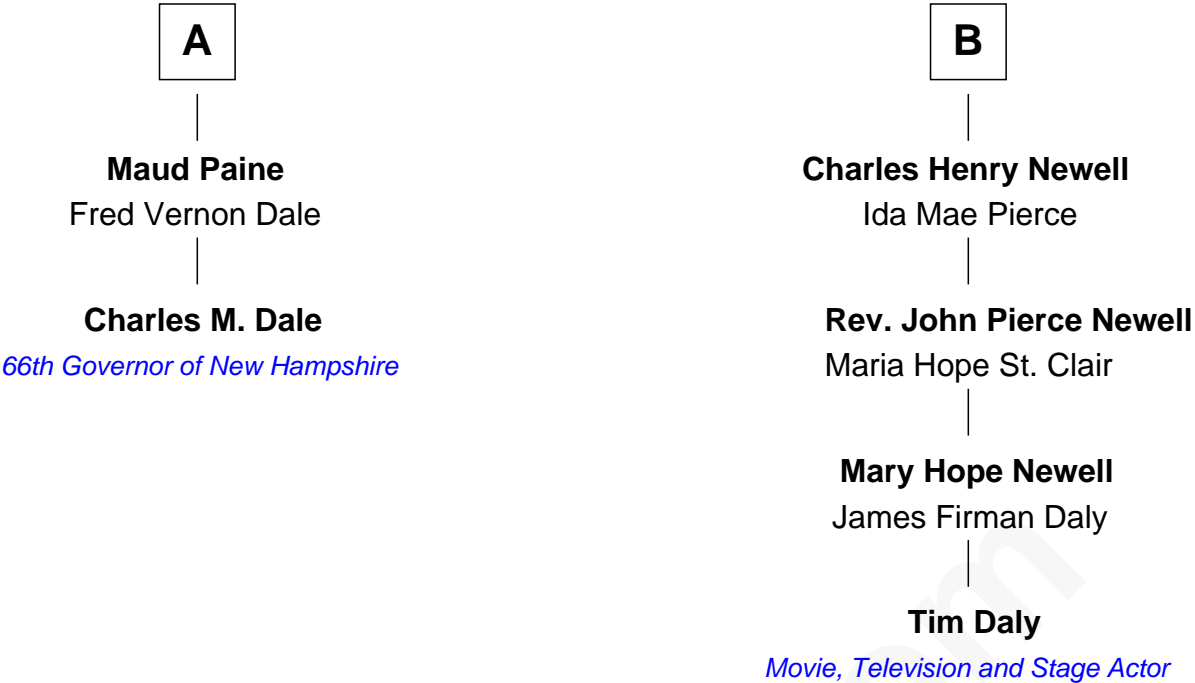 A
Maud Paine
Fred Vernon Dale
Charles M. Dale
66th Governor of New Hampshire
B
Charles Henry Newell
Ida Mae Pierce
Rev. John Pierce Newell
Maria Hope St. Clair
Mary Hope Newell
James Firman Daly
Tim Daly
Movie, Television and Stage Actor